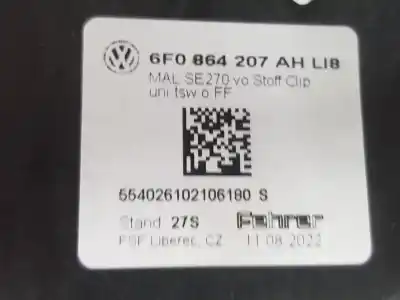 6F0 864 207 AH LI8
MAL SE270 vo Stoff Clip
uni tsw o FF
554026102106180 S
Stand 27S Fehrer
FSF Liberec, CZ 11.08.2022